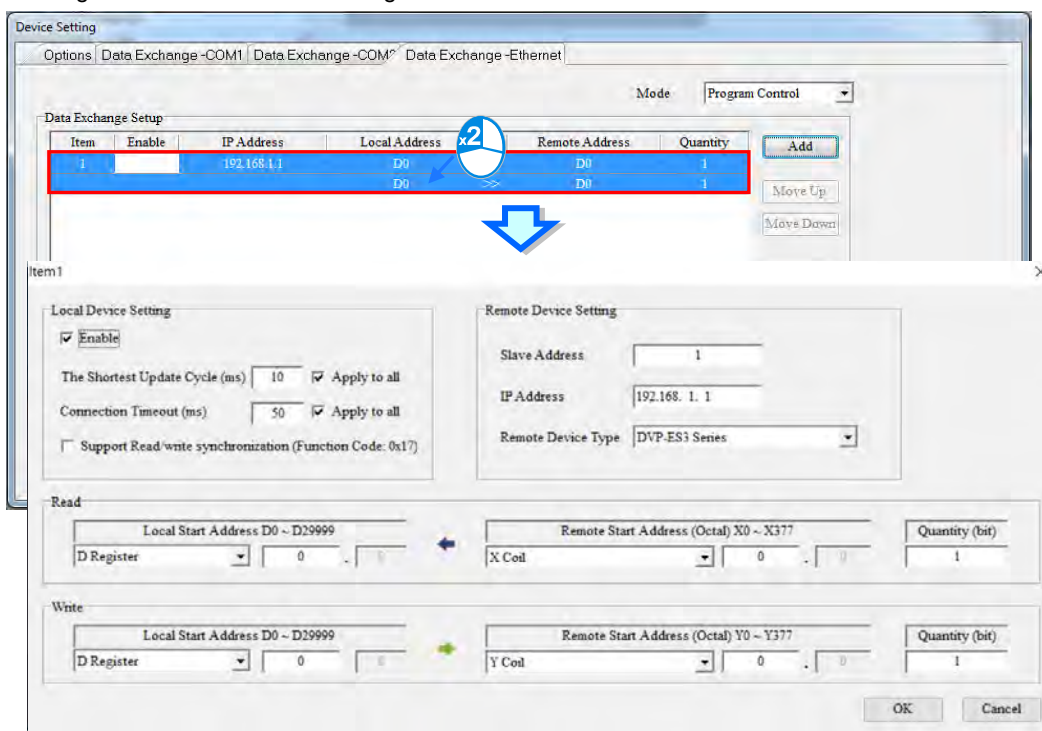 Device Setting
Options Data Exchange -COM1 Data Exchange -COM2 Data Exchange -Ethernet
Mode Program Control
Data Exchange Setup
Item Enable IP Address Local Address Remote Address Quantity
x2
Add
1 192.168.1.1 D0 D0 1
D0 >> D0 1
Move Up
Move Down
Item1
Local Device Setting Remote Device Setting
Enable
Slave Address 1
The Shortest Update Cycle (ms) 10 Apply to all
IP Address 192.168. 1. 1
Connection Timeout (ms) 50 Apply to all
Remote Device Type DVP-ES3 Series
Support Read/write synchronization (Function Code: 0x17)
Read
Local Start Address D0 ~ D29999 Remote Start Address (Octal) X0 ~ X377 Quantity (bit)
D Register 0 . 0 X Coil 0 . 0 1
Write
Local Start Address D0 ~ D29999 Remote Start Address (Octal) Y0 ~ Y377 Quantity (bit)
D Register 0 0 Y Coil 0 . 0 1
OK Cancel